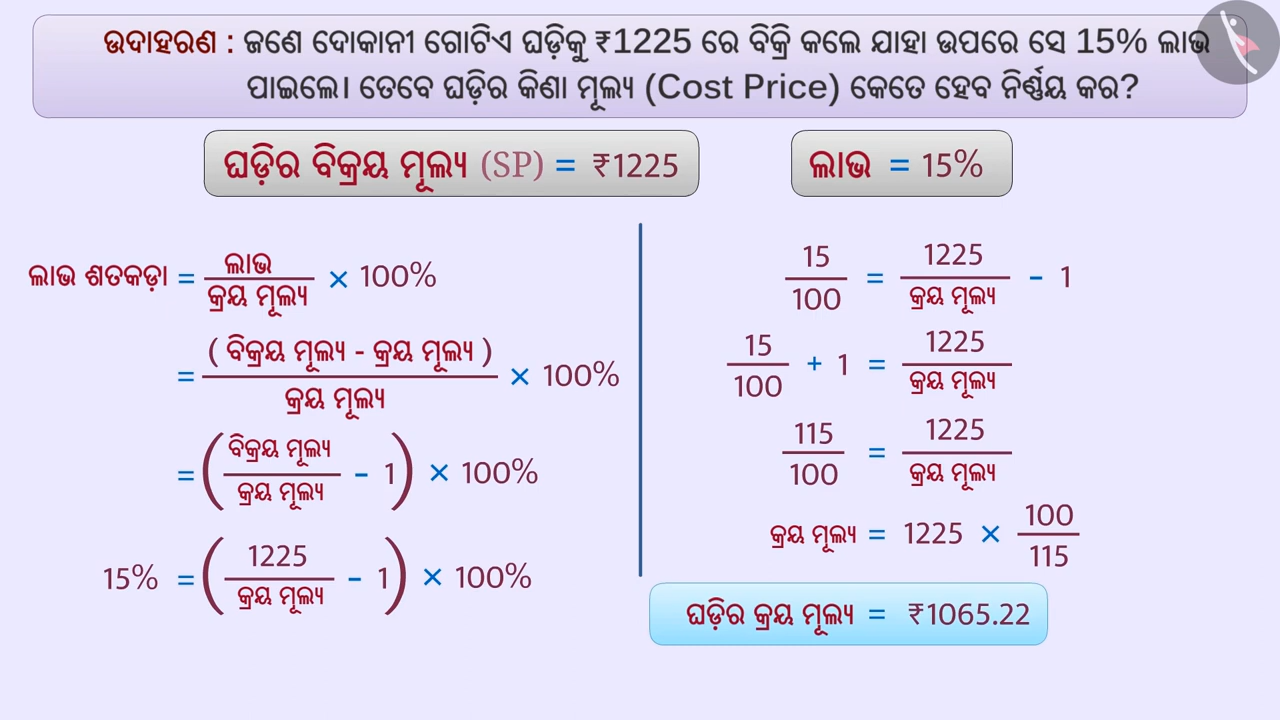 ଉଦାହରଣ : ଜଣେ ଦୋକାନୀ ଗୋଟିଏ ଘଡ଼ିକୁ ₹1225 ରେ ବିକ୍ରି କଲେ ଯାହା ଉପରେ ସେ 15% ଲାଭ
ପାଇଲେ। ତେବେ ଘଡ଼ିର କିଣା ମୂଲ୍ୟ (Cost Price) କେତେ ହେବ ନିର୍ଣ୍ଣୟ କର?
ଘଡ଼ିର ବିକ୍ରୟ ମୂଲ୍ୟ (SP) = ₹1225
ଲାଭ = 15%
ଲାଭ ଶତକଡ଼ା = ଲାଭ / କ୍ରୟ ମୂଲ୍ୟ × 100%
= ( ବିକ୍ରୟ ମୂଲ୍ୟ - କ୍ରୟ ମୂଲ୍ୟ ) / କ୍ରୟ ମୂଲ୍ୟ × 100%
= (ବିକ୍ରୟ ମୂଲ୍ୟ / କ୍ରୟ ମୂଲ୍ୟ - 1) × 100%
15% = (1225 / କ୍ରୟ ମୂଲ୍ୟ - 1) × 100%
15 / 100 = 1225 / କ୍ରୟ ମୂଲ୍ୟ - 1
15 / 100 + 1 = 1225 / କ୍ରୟ ମୂଲ୍ୟ
115 / 100 = 1225 / କ୍ରୟ ମୂଲ୍ୟ
କ୍ରୟ ମୂଲ୍ୟ = 1225 × 100 / 115
ଘଡ଼ିର କ୍ରୟ ମୂଲ୍ୟ = ₹1065.22